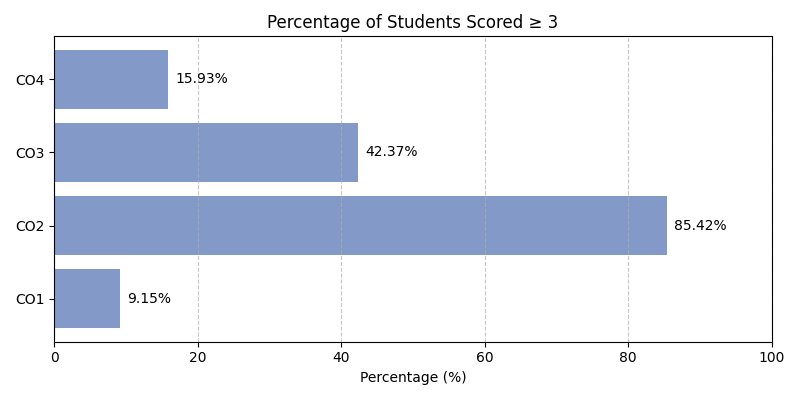 Percentage of Students Scored ≥ 3
CO4
15.93%
CO3
42.37%
CO2
85.42%
CO1
9.15%
0 20 40 60 80 100
Percentage (%)